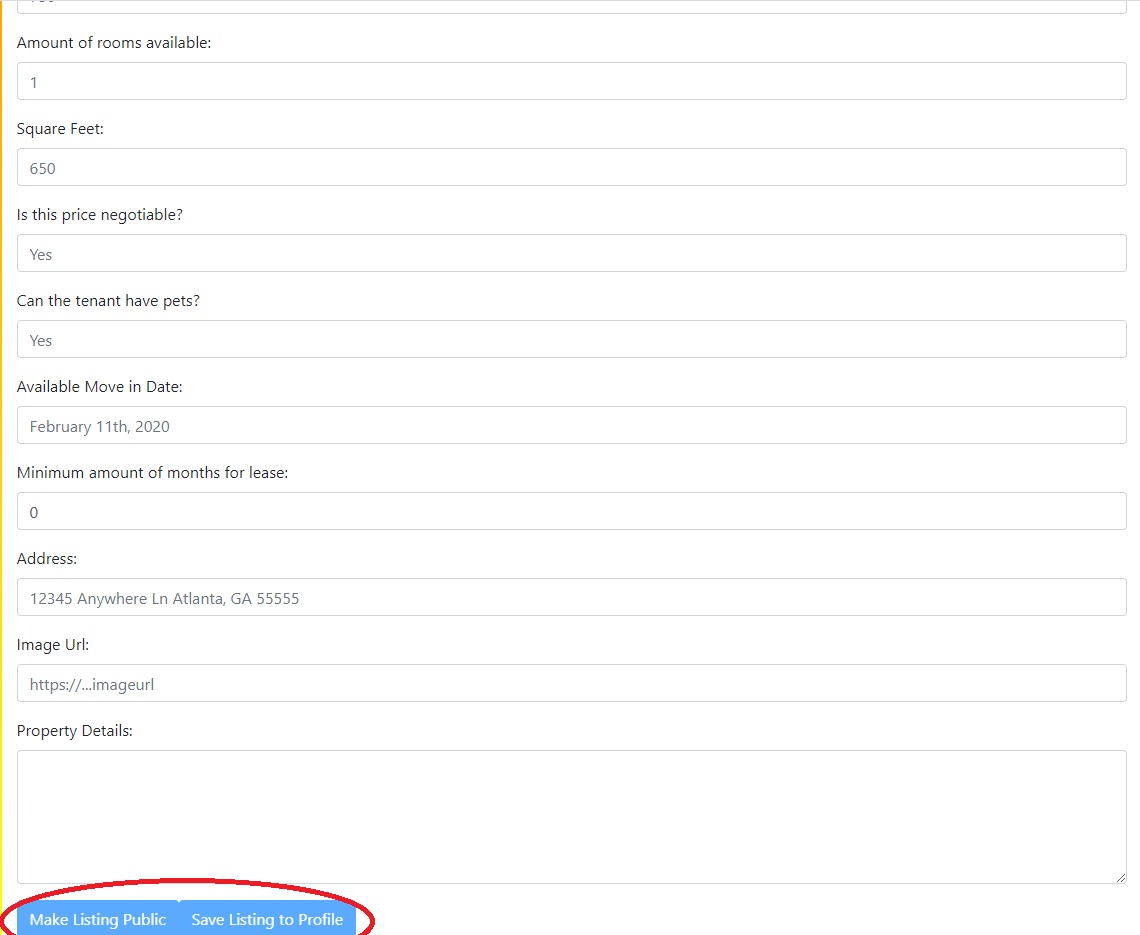 Amount of rooms available:
1
Square Feet:
650
Is this price negotiable?
Yes
Can the tenant have pets?
Yes
Available Move in Date:
February 11th, 2020
Minimum amount of months for lease:
0
Address:
12345 Anywhere Ln Atlanta, GA 55555
Image Url:
https://...imageurl
Property Details:
Make Listing Public Save Listing to Profile